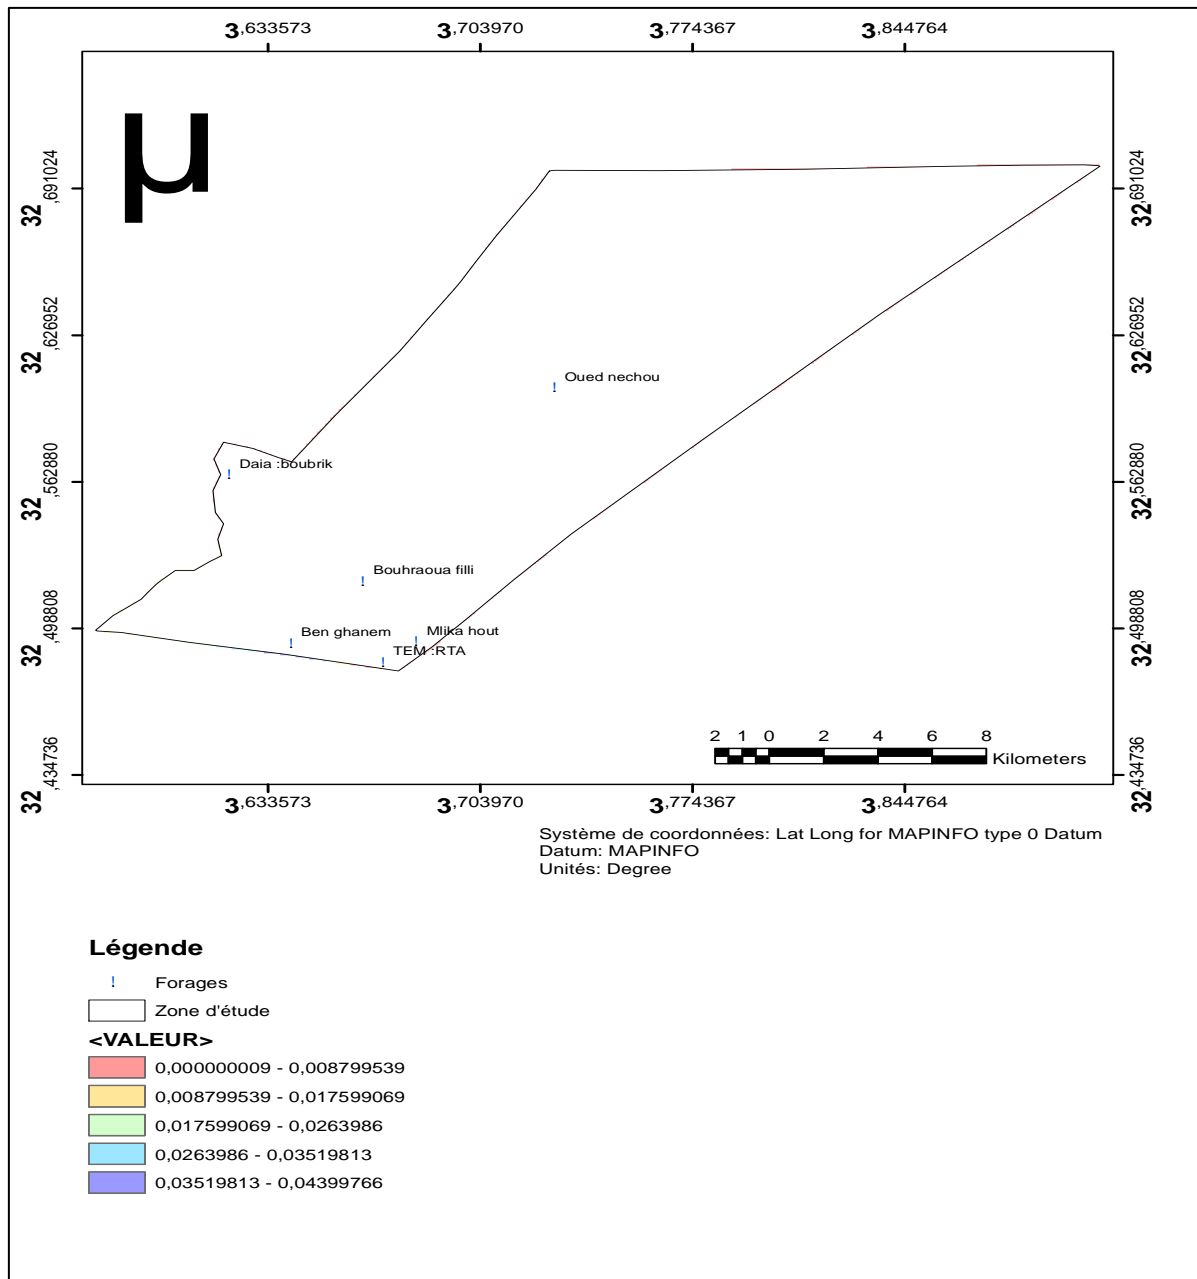 3,633573 3,703970 3,774367 3,844764
µ
32,691024 32,691024
32,626952 32,626952
Oued nechou
Daia :boubrik
32,562880 32,562880
Bouhraoua filli
32,498808 32,498808
Ben ghanem Mlika hout
TEM :RTA
2 1 0 2 4 6 8
Kilometers
32,434736 32,434736
3,633573 3,703970 3,774367 3,844764
Système de coordonnées: Lat Long for MAPINFO type 0 Datum
Datum: MAPINFO
Unités: Degree
Légende
! Forages
Zone d'étude
<VALEUR>
0,000000009 - 0,008799539
0,008799539 - 0,017599069
0,017599069 - 0,0263986
0,0263986 - 0,03519813
0,03519813 - 0,04399766